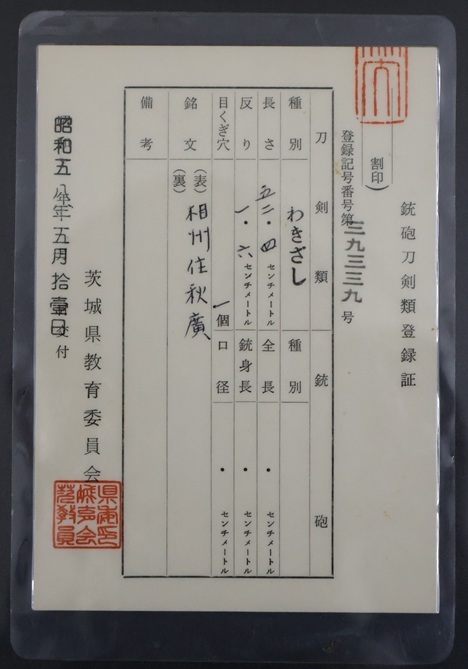 銃砲刀剣類登録証
(割印)
登録記号番号第三九三三九号
刀剣類
銃砲
種別 わきざし 種別
長さ 五二・四センチメートル 全長 ・ センチメートル
反り 一・六センチメートル 銃身長 ・ センチメートル
目くぎ穴 一個 口径 ・ センチメートル
銘文 (表) 相州住秋廣
(裏)
備考
茨城県教育委員会
昭和五 年五月拾壹日交付